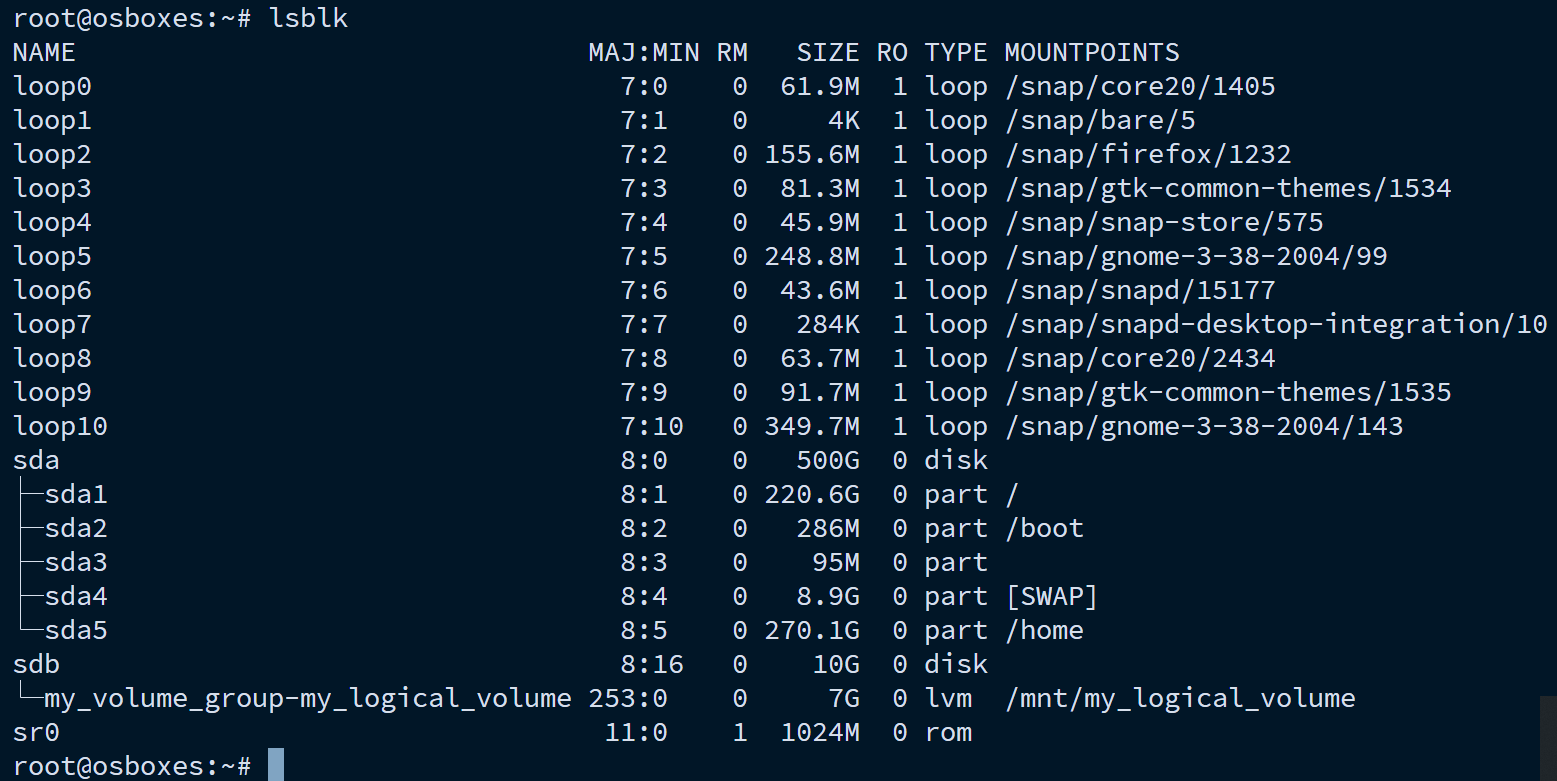 root@osboxes:~# lsblk
NAME                                MAJ:MIN RM   SIZE RO TYPE MOUNTPOINTS
loop0                                 7:0    0  61.9M  1 loop /snap/core20/1405
loop1                                 7:1    0     4K  1 loop /snap/bare/5
loop2                                 7:2    0 155.6M  1 loop /snap/firefox/1232
loop3                                 7:3    0  81.3M  1 loop /snap/gtk-common-themes/1534
loop4                                 7:4    0  45.9M  1 loop /snap/snap-store/575
loop5                                 7:5    0 248.8M  1 loop /snap/gnome-3-38-2004/99
loop6                                 7:6    0  43.6M  1 loop /snap/snapd/15177
loop7                                 7:7    0   284K  1 loop /snap/snapd-desktop-integration/10
loop8                                 7:8    0  63.7M  1 loop /snap/core20/2434
loop9                                 7:9    0  91.7M  1 loop /snap/gtk-common-themes/1535
loop10                                7:10   0 349.7M  1 loop /snap/gnome-3-38-2004/143
sda                                   8:0    0   500G  0 disk
├─sda1                                8:1    0 220.6G  0 part /
├─sda2                                8:2    0   286M  0 part /boot
├─sda3                                8:3    0    95M  0 part
├─sda4                                8:4    0   8.9G  0 part [SWAP]
└─sda5                                8:5    0 270.1G  0 part /home
sdb                                   8:16   0    10G  0 disk
└─my_volume_group-my_logical_volume 253:0    0     7G  0 lvm  /mnt/my_logical_volume
sr0                                  11:0    1  1024M  0 rom
root@osboxes:~#